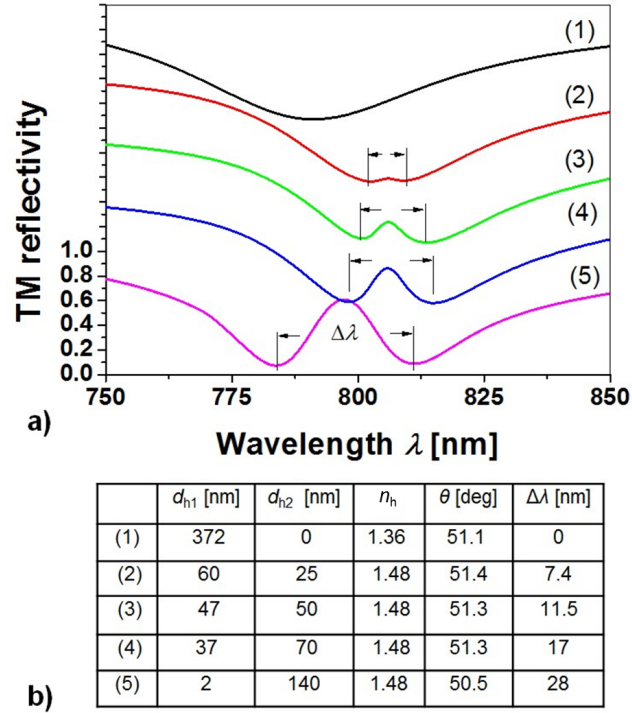 (1)
(2)
(3)
(4)
(5)
TM reflectivity
1.0
0.8
0.6
0.4
0.2
0.0
Δλ
750 775 800 825 850
a)
Wavelength λ [nm]
d_h1 [nm] d_h2 [nm] n_h θ [deg] Δλ [nm]
(1) 372 0 1.36 51.1 0
(2) 60 25 1.48 51.4 7.4
(3) 47 50 1.48 51.3 11.5
(4) 37 70 1.48 51.3 17
(5) 2 140 1.48 50.5 28
b)